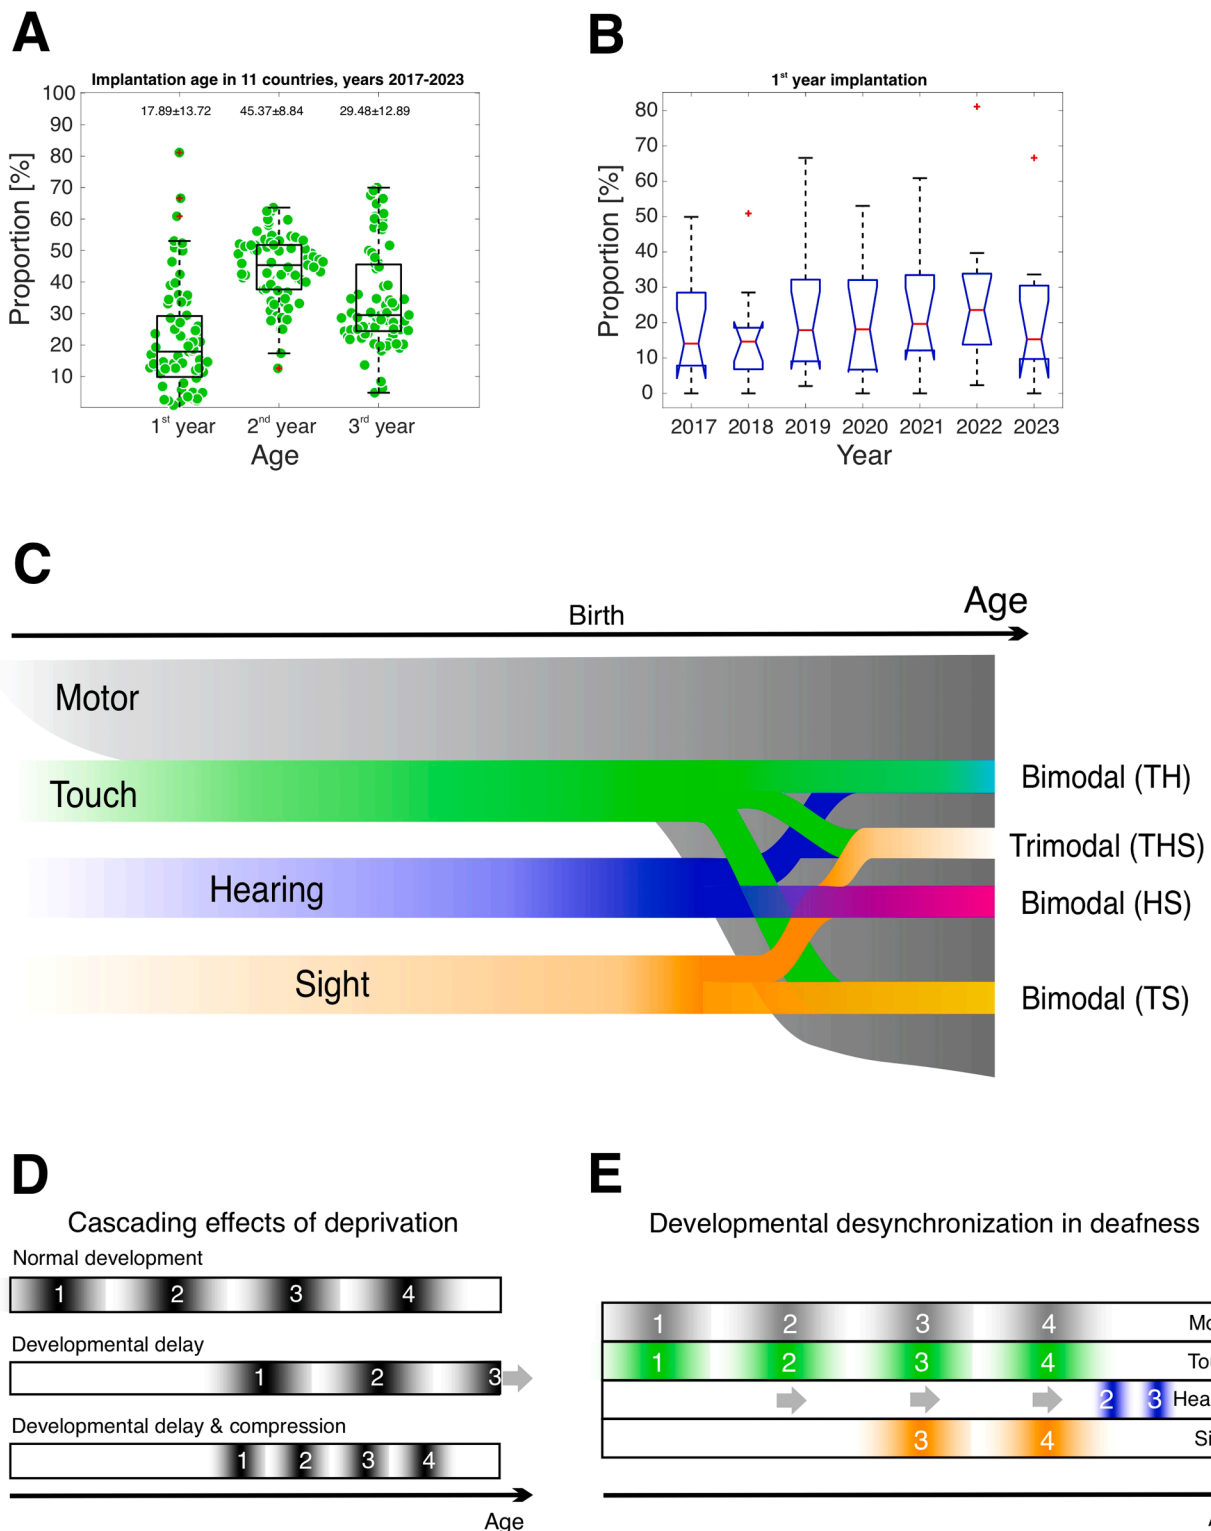 A
Implantation age in 11 countries, years 2017-2023
17.89±13.72 45.37±8.84 29.48±12.89
Proportion [%]
100
90
80
70
60
50
40
30
20
10
1st year 2nd year 3rd year
Age
B
1st year implantation
Proportion [%]
80
70
60
50
40
30
20
10
0
2017 2018 2019 2020 2021 2022 2023
Year
C
Birth
Age
Motor
Touch
Hearing
Sight
Bimodal (TH)
Trimodal (THS)
Bimodal (HS)
Bimodal (TS)
D
Cascading effects of deprivation
Normal development
1 2 3 4
Developmental delay
1 2 3
Developmental delay & compression
1 2 3 4
Age
E
Developmental desynchronization in deafness
1 2 3 4 Mo
1 2 3 4 Tou
2 3 Hea
3 4 Si